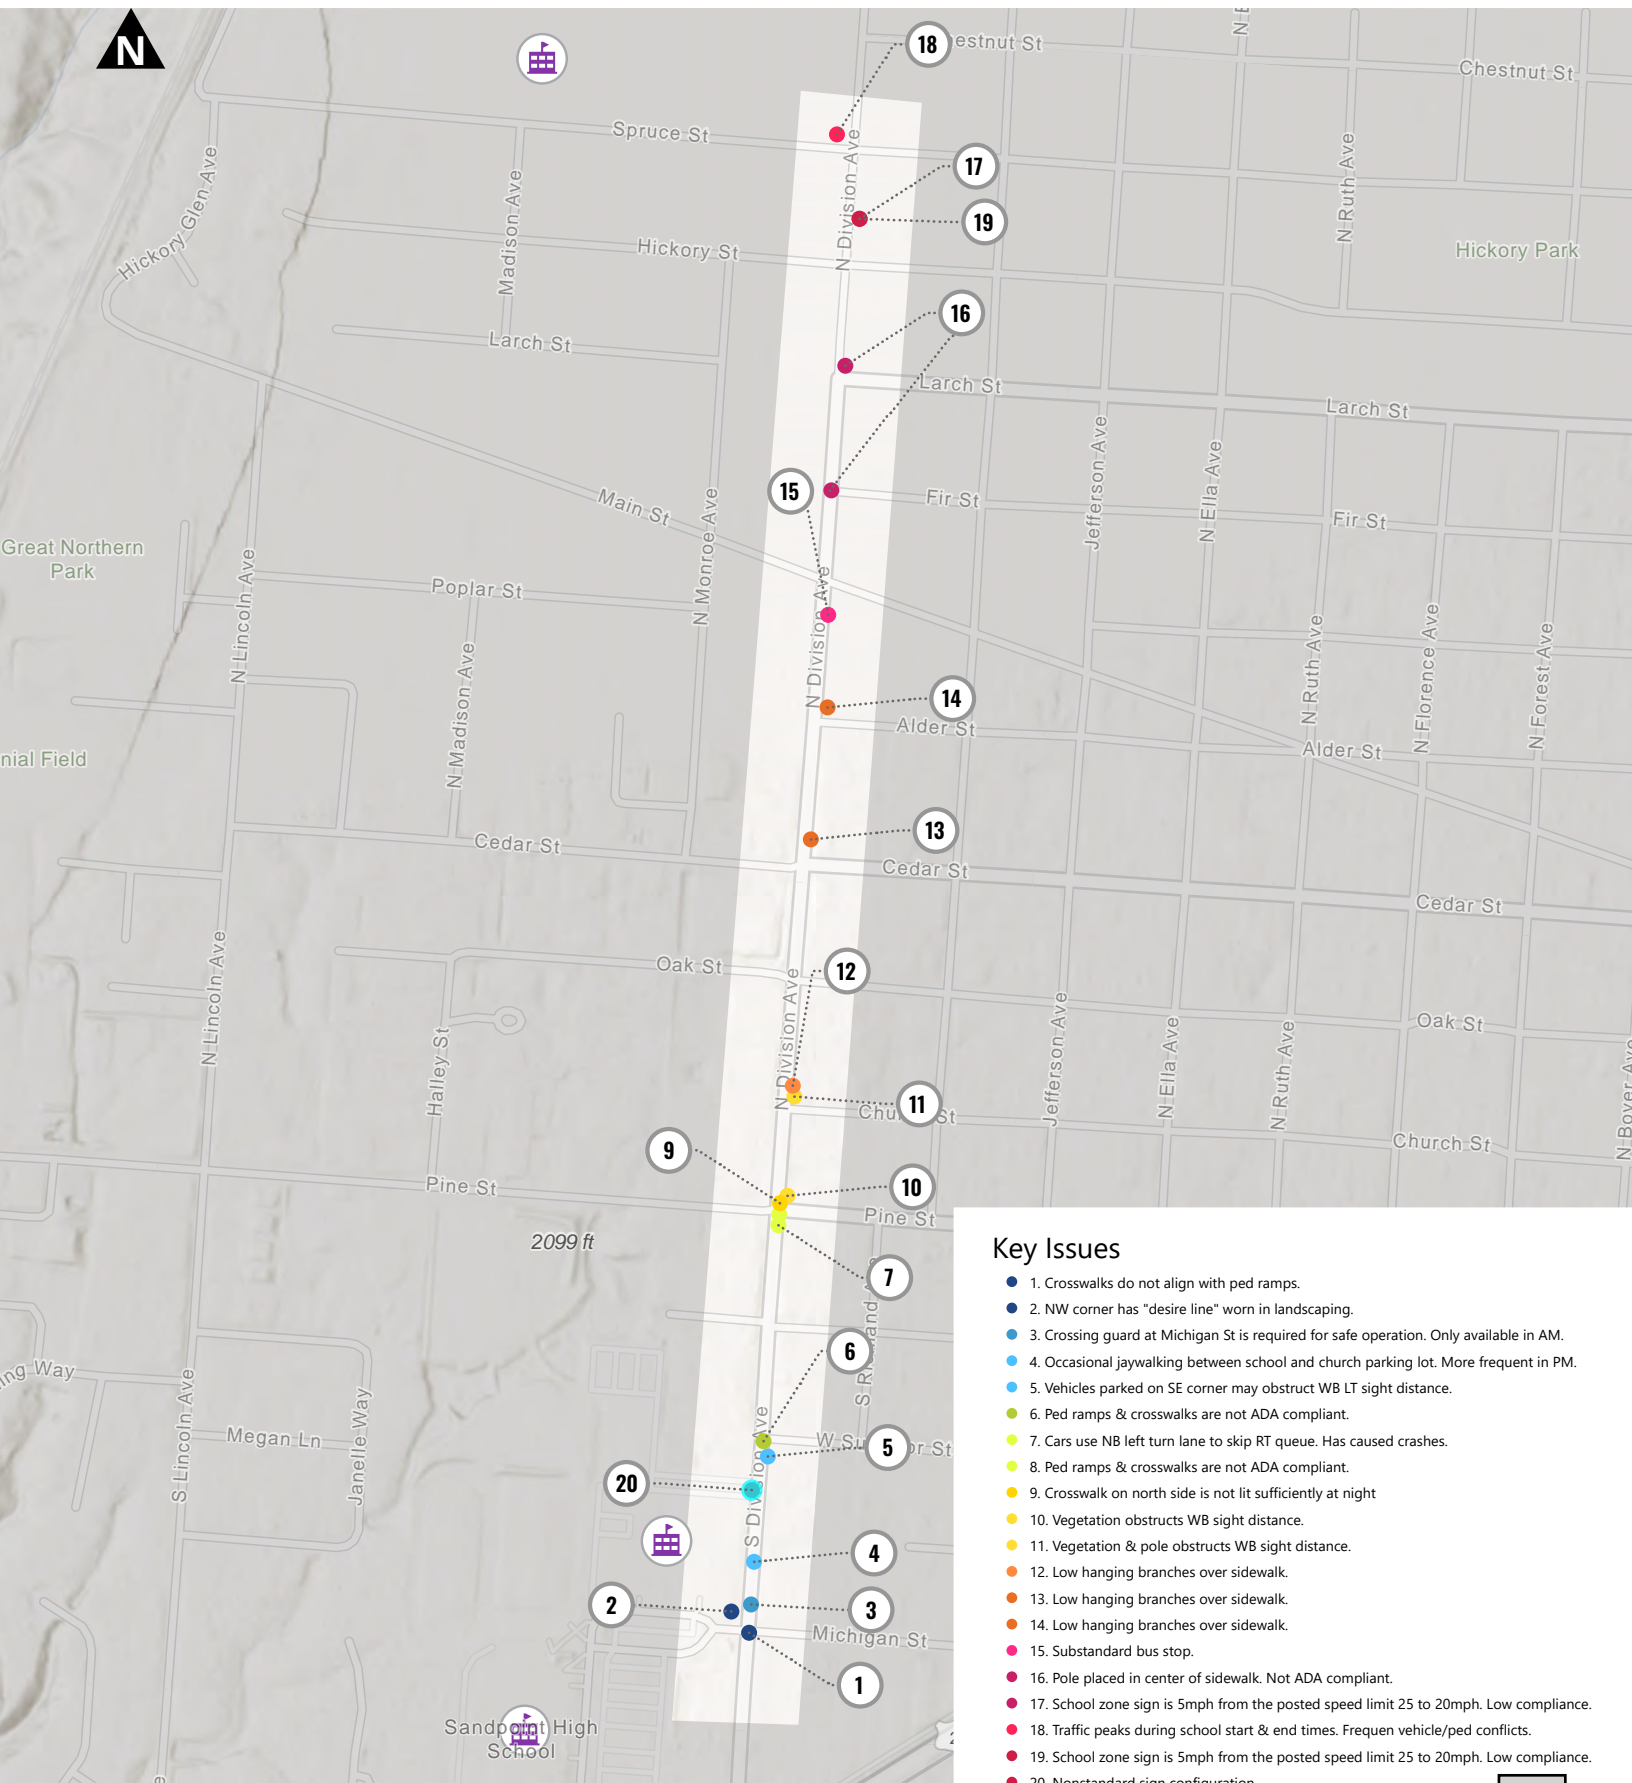 N
18
estnut St
Chestnut St
Spruce St
17
N Division Ave
N Ruth Ave
Hickory Glen Ave
Madison Ave
19
Hickory St
Hickory Park
16
Larch St
Larch St
Larch St
15
Fir St
Fir St
Main St
N Monroe Ave
Jefferson Ave
N Ella Ave
Great Northern
Park
N Lincoln Ave
Poplar St
N Division Ave
N Madison Ave
14
Alder St
Alder St
N Ruth Ave
N Florence Ave
N Forest Ave
nial Field
13
Cedar St
Cedar St
Cedar St
12
Oak St
Oak St
N Lincoln Ave
Halley St
N Division Ave
Jefferson Ave
N Ella Ave
N Ruth Ave
N Boyer Ave
11
Church St
9
10
Pine St
Pine St
2099 ft
7
6
ing Way
Megan Ln
S Lincoln Ave
Janelle Way
S Division Ave
5
20
4
2
3
Michigan St
1
Sandpoint High
School
Key Issues
1. Crosswalks do not align with ped ramps.
2. NW corner has "desire line" worn in landscaping.
3. Crossing guard at Michigan St is required for safe operation. Only available in AM.
4. Occasional jaywalking between school and church parking lot. More frequent in PM.
5. Vehicles parked on SE corner may obstruct WB LT sight distance.
6. Ped ramps & crosswalks are not ADA compliant.
7. Cars use NB left turn lane to skip RT queue. Has caused crashes.
8. Ped ramps & crosswalks are not ADA compliant.
9. Crosswalk on north side is not lit sufficiently at night
10. Vegetation obstructs WB sight distance.
11. Vegetation & pole obstructs WB sight distance.
12. Low hanging branches over sidewalk.
13. Low hanging branches over sidewalk.
14. Low hanging branches over sidewalk.
15. Substandard bus stop.
16. Pole placed in center of sidewalk. Not ADA compliant.
17. School zone sign is 5mph from the posted speed limit 25 to 20mph. Low compliance.
18. Traffic peaks during school start & end times. Frequen vehicle/ped conflicts.
19. School zone sign is 5mph from the posted speed limit 25 to 20mph. Low compliance.
20. Nonstandard sign configuration